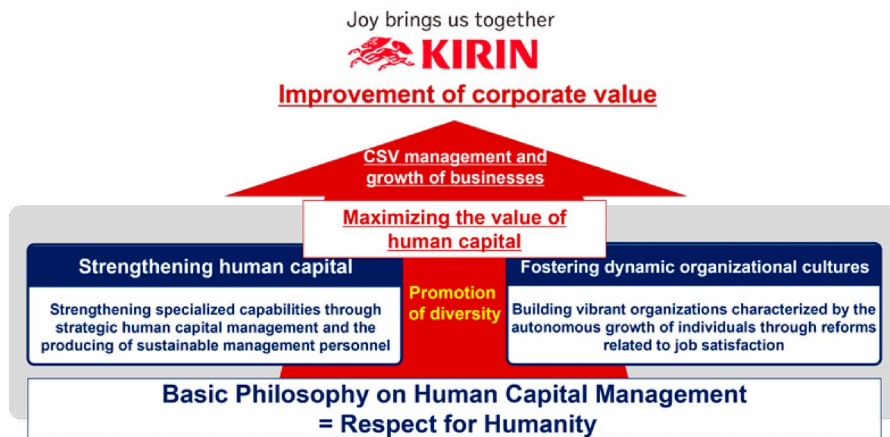 Joy brings us together
KIRIN
Improvement of corporate value
CSV management and
growth of businesses
Maximizing the value of
human capital
Strengthening human capital
Strengthening specialized capabilities through
strategic human capital management and the
producing of sustainable management personnel
Promotion
of diversity
Fostering dynamic organizational cultures
Building vibrant organizations characterized by the
autonomous growth of individuals through reforms
related to job satisfaction
Basic Philosophy on Human Capital Management
= Respect for Humanity